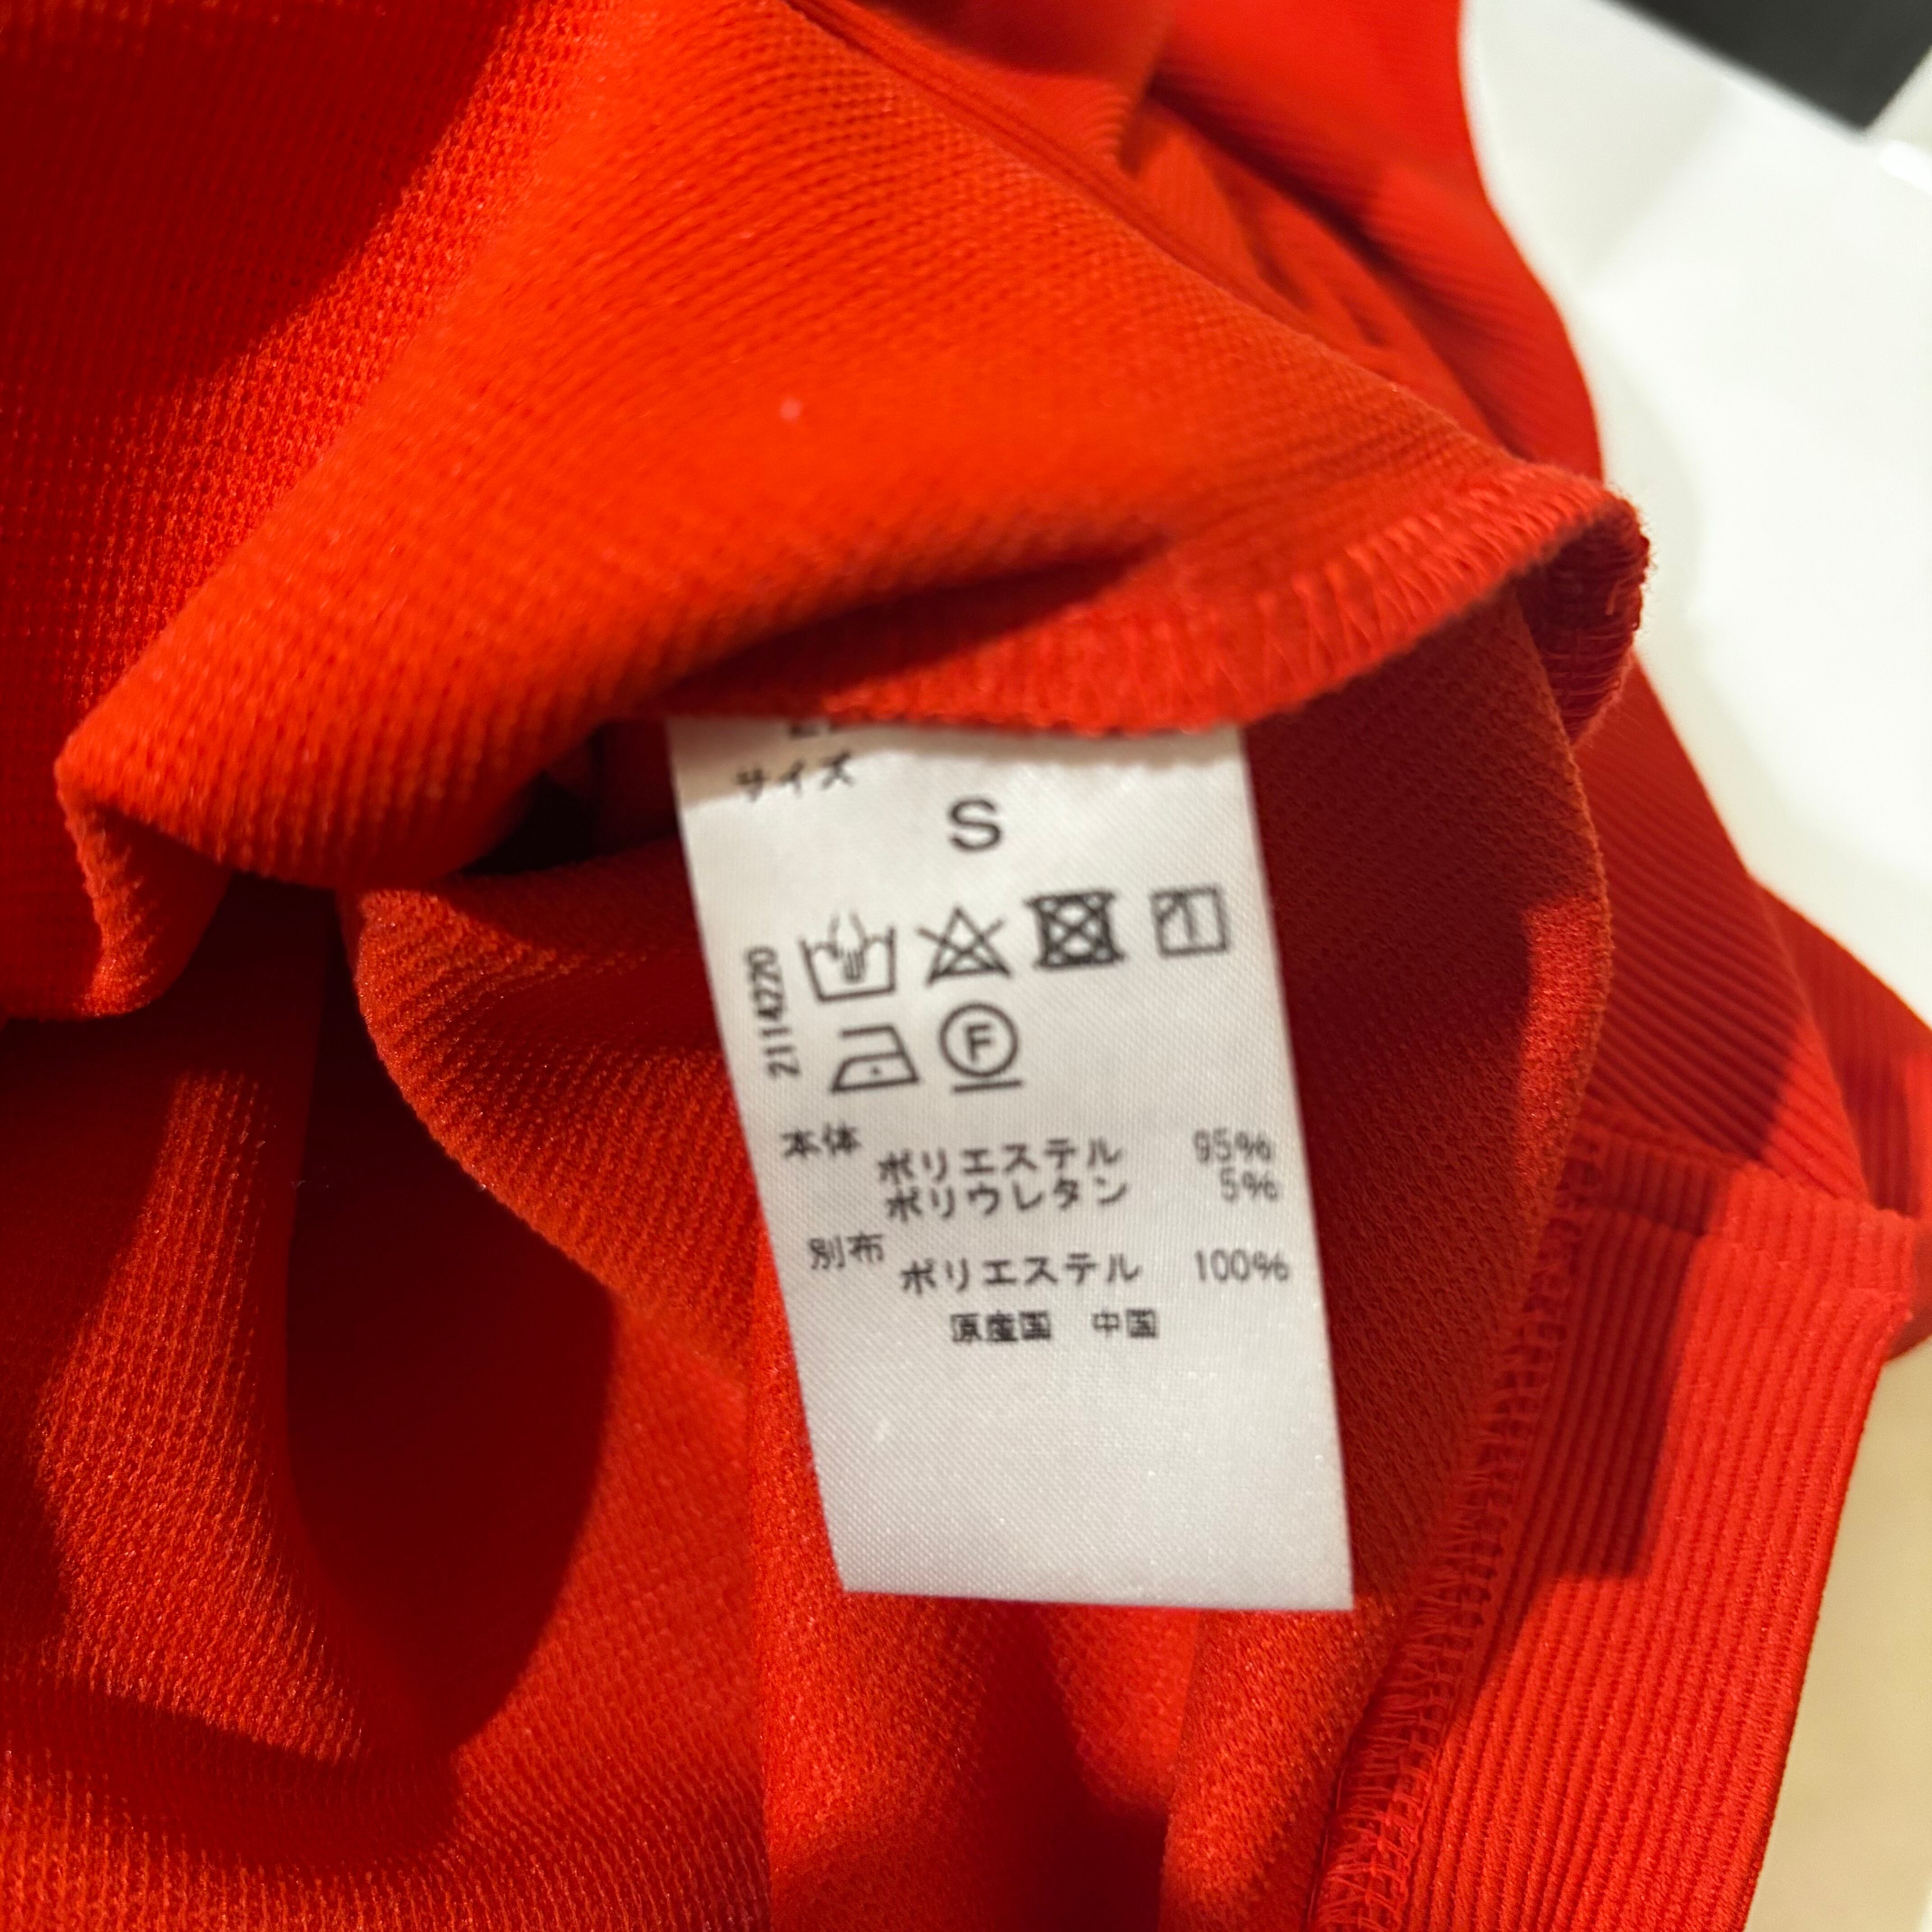 サイズ
S
2114220
F
本体
ポリエステル 95%
ポリウレタン 5%
別布
ポリエステル 100%
原産国 中国